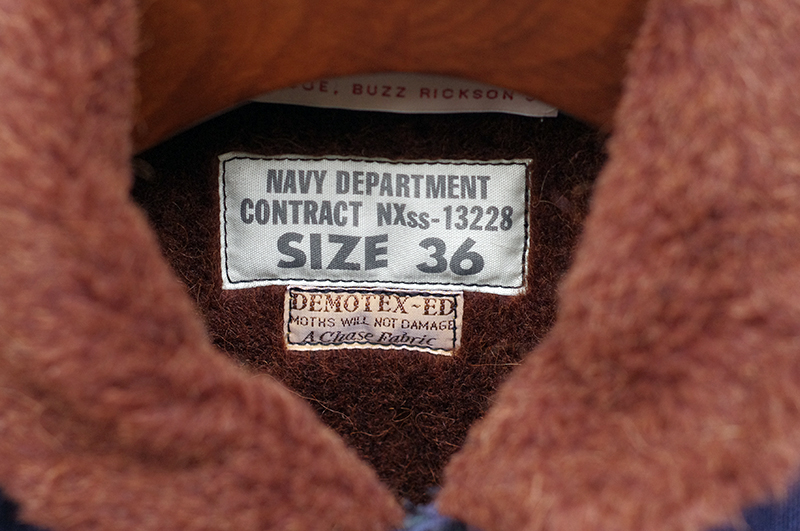 BUZZ RICKSON
NAVY DEPARTMENT
CONTRACT NXss-13228
SIZE 36
DEMOTEX-ED
MOTHS WILL NOT DAMAGE
A Chase Fabric